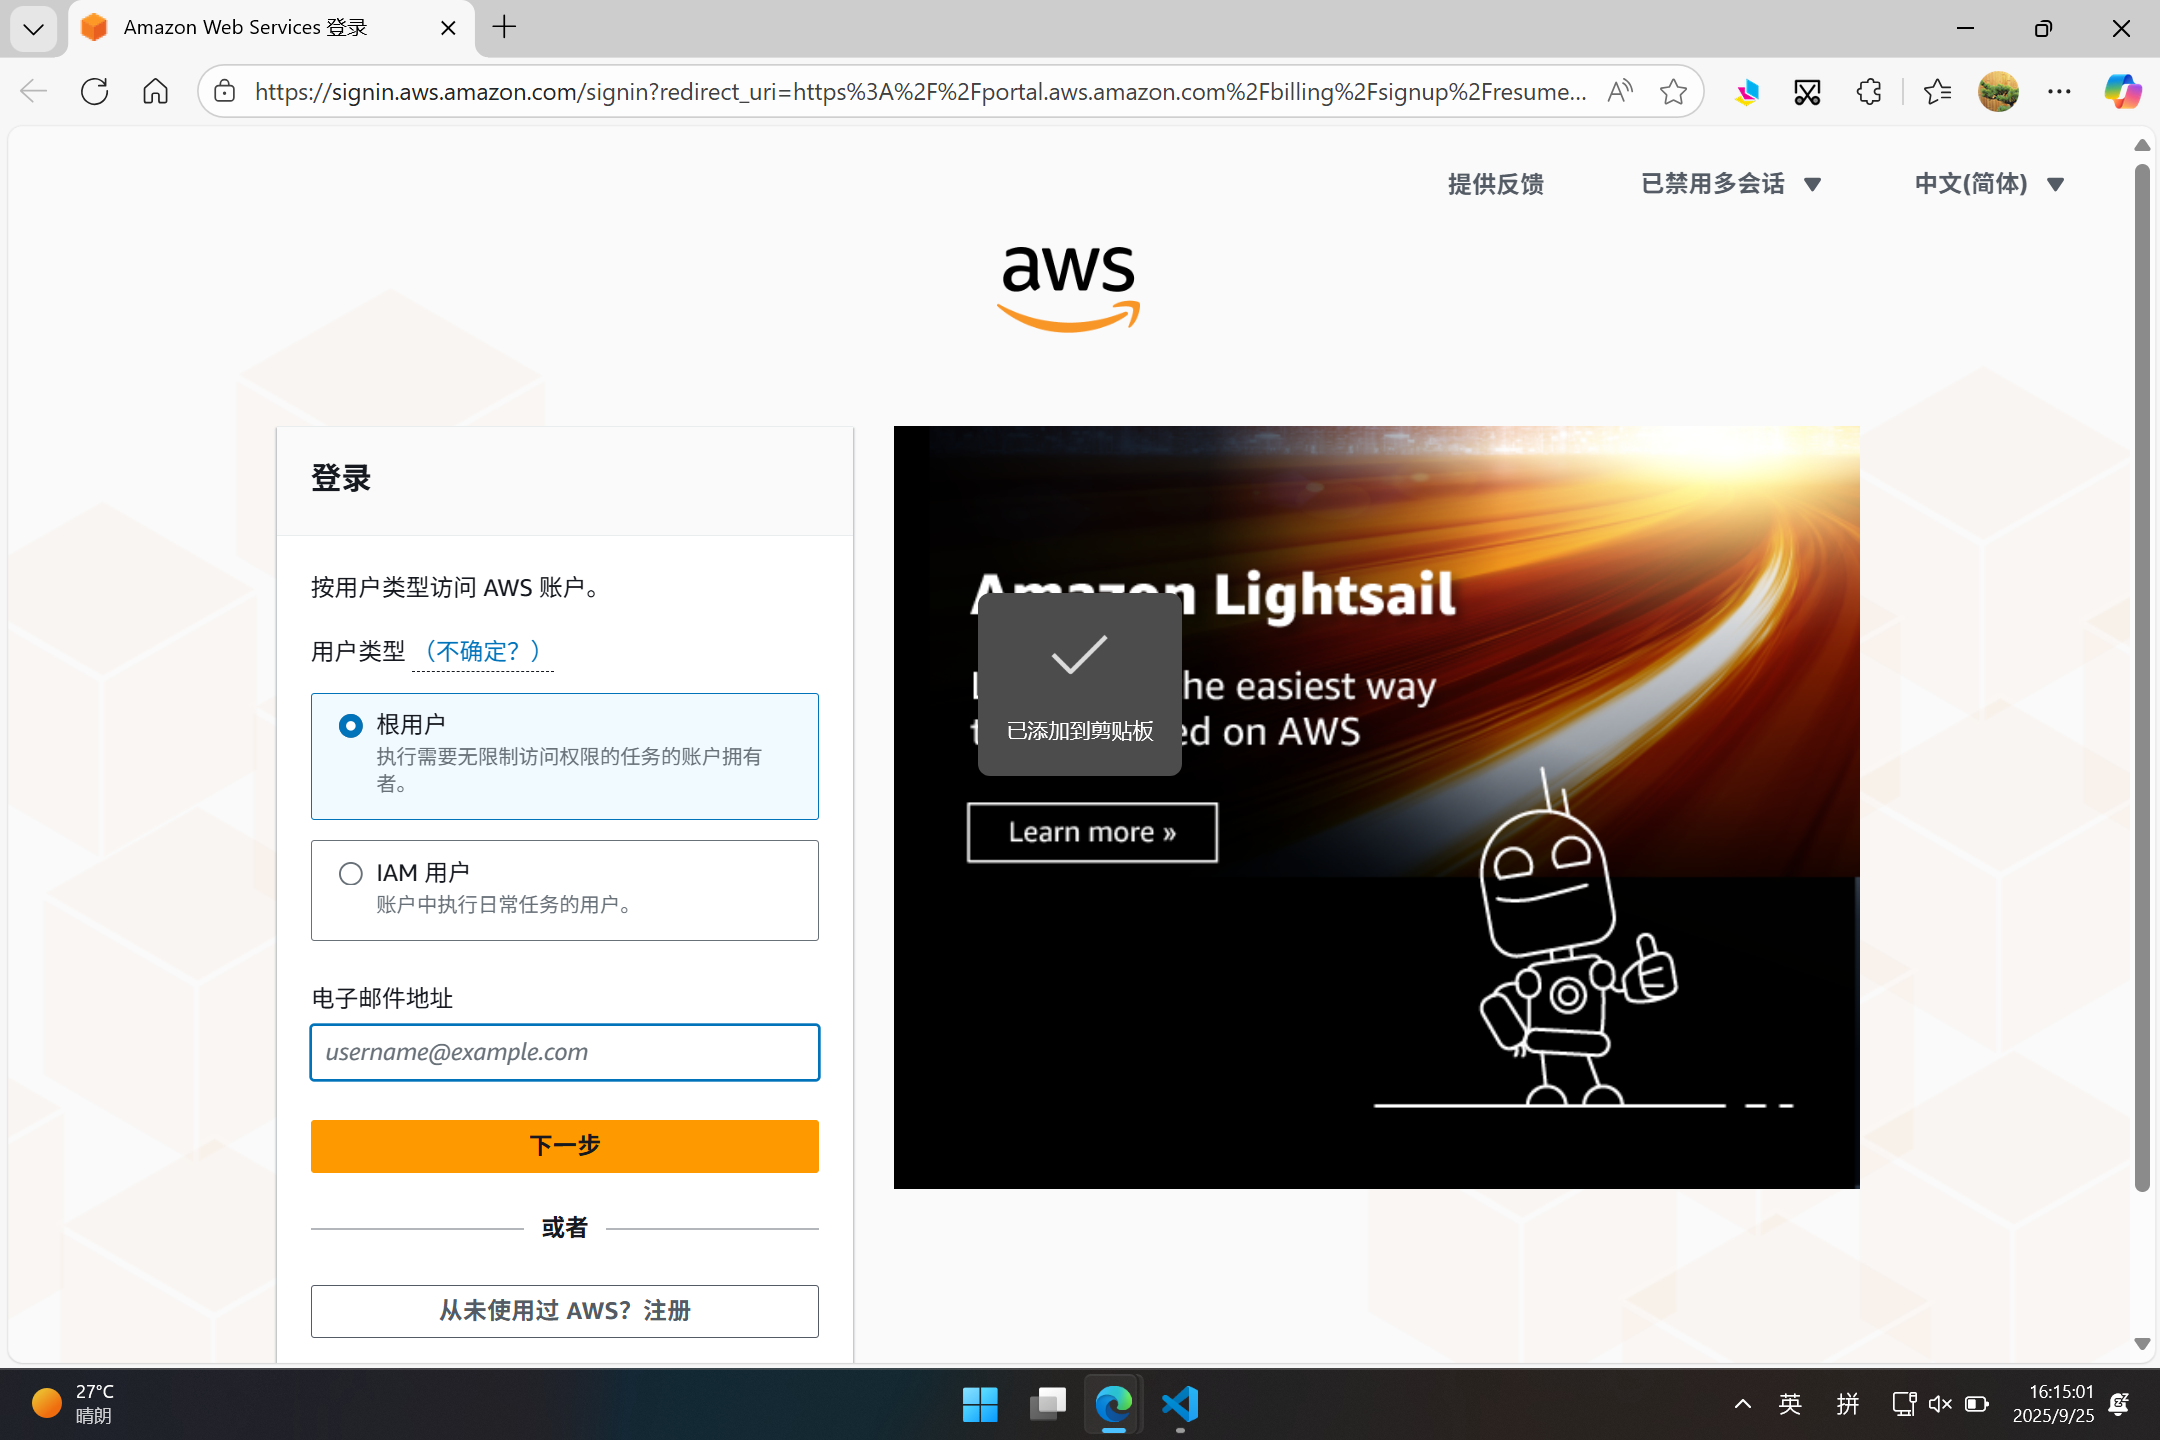 Amazon Web Services 登录
https://signin.aws.amazon.com/signin?redirect_uri=https%3A%2F%2Fportal.aws.amazon.com%2Fbilling%2Fsignup%2Fresume...
提供反馈
已禁用多会话
中文(简体)
aws
登录
按用户类型访问 AWS 账户。
用户类型 （不确定？）
根用户
执行需要无限制访问权限的任务的账户拥有
者。
IAM 用户
账户中执行日常任务的用户。
电子邮件地址
username@example.com
下一步
或者
从未使用过 AWS？注册
Lightsail
he easiest way
ed on AWS
已添加到剪贴板
Learn more »
27°C
晴朗
英
拼
16:15:01
2025/9/25